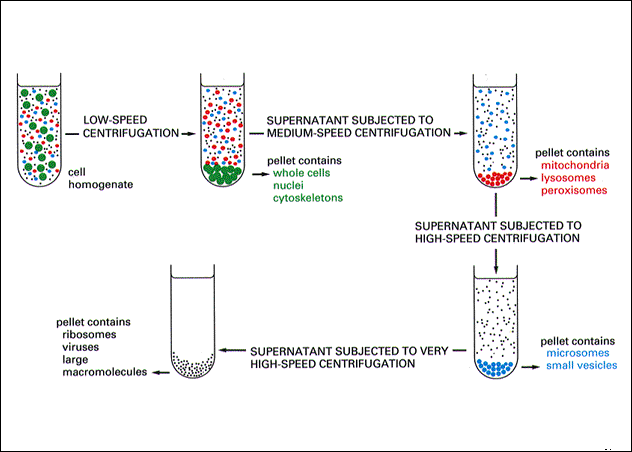 LOW-SPEED
CENTRIFUGATION
SUPERNATANT SUBJECTED TO
MEDIUM-SPEED CENTRIFUGATION
cell
homogenate
pellet contains
whole cells
nuclei
cytoskeletons
pellet contains
mitochondria
lysosomes
peroxisomes
SUPERNATANT SUBJECTED TO
HIGH-SPEED CENTRIFUGATION
pellet contains
microsomes
small vesicles
SUPERNATANT SUBJECTED TO VERY
HIGH-SPEED CENTRIFUGATION
pellet contains
ribosomes
viruses
large
macromolecules